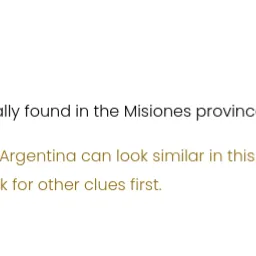 ally found in the Misiones provinc
Argentina can look similar in this
k for other clues first.